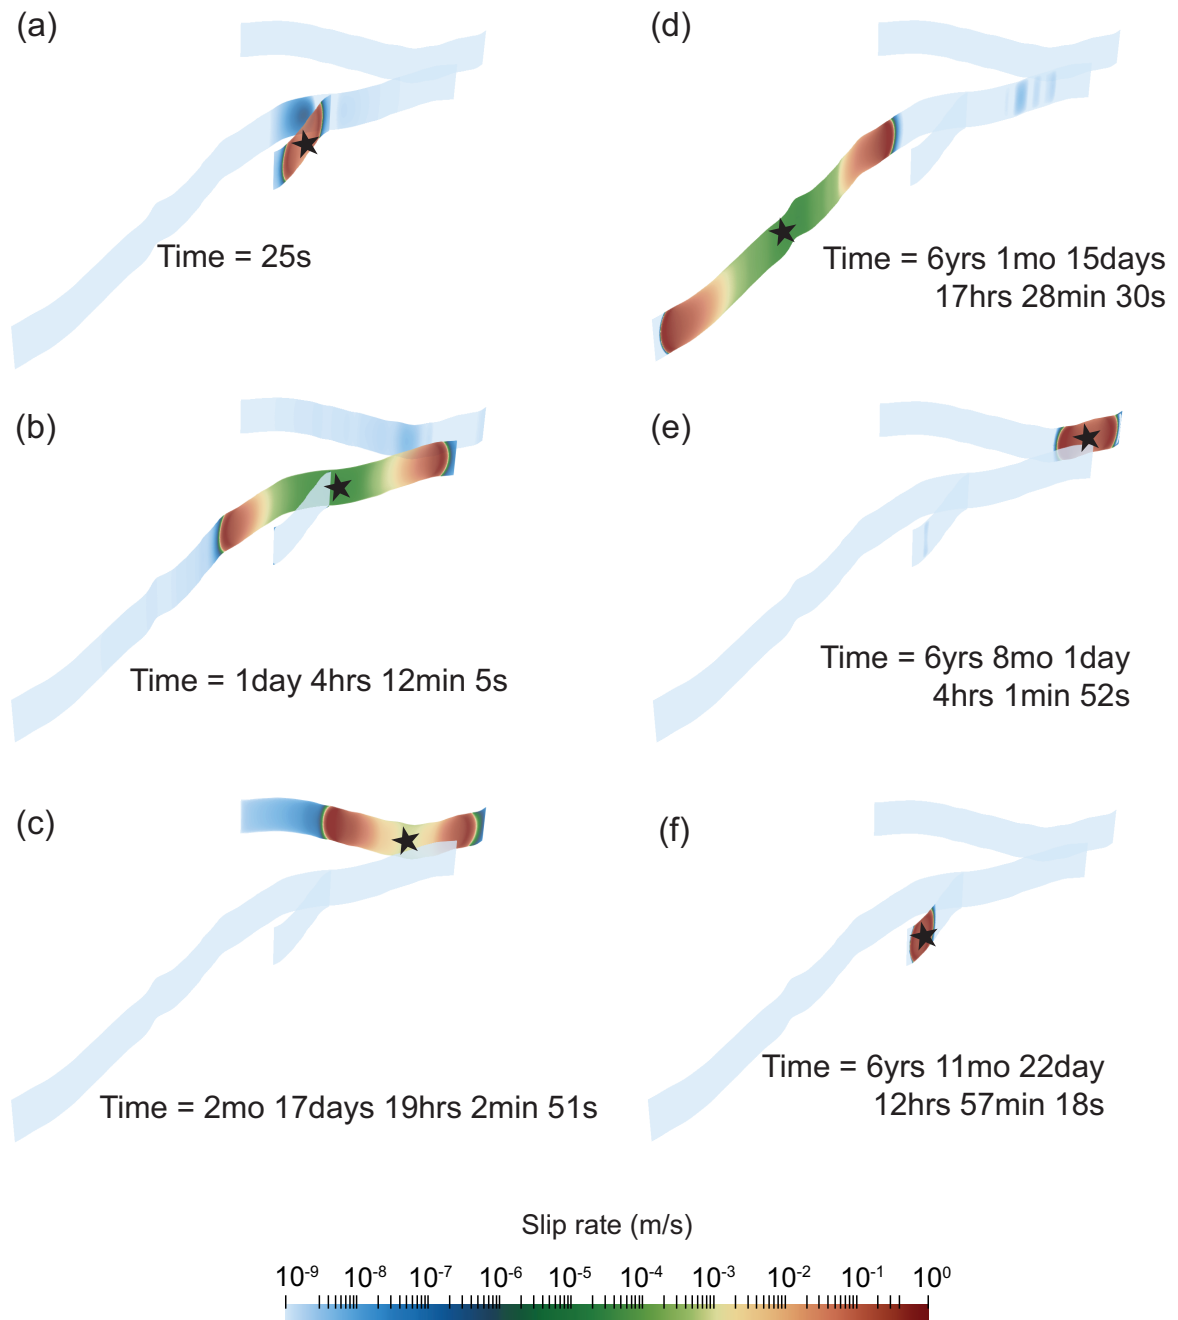 (a)
Time = 25s
(b)
Time = 1day 4hrs 12min 5s
(c)
Time = 2mo 17days 19hrs 2min 51s
(d)
Time = 6yrs 1mo 15days
17hrs 28min 30s
(e)
Time = 6yrs 8mo 1day
4hrs 1min 52s
(f)
Time = 6yrs 11mo 22day
12hrs 57min 18s
Slip rate (m/s)
10⁻⁹ 10⁻⁸ 10⁻⁷ 10⁻⁶ 10⁻⁵ 10⁻⁴ 10⁻³ 10⁻² 10⁻¹ 10⁰